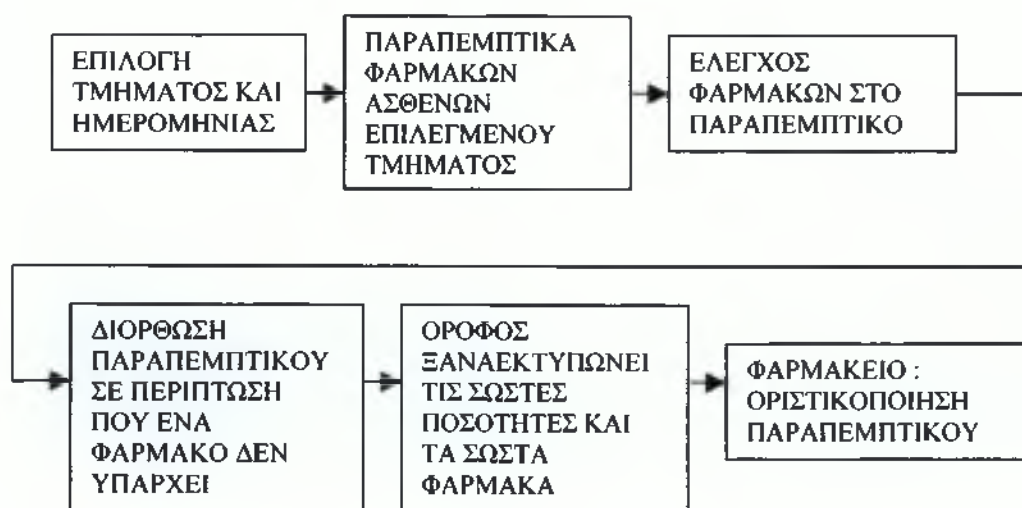 ΕΠΙΛΟΓΗ
ΤΜΗΜΑΤΟΣ ΚΑΙ
ΗΜΕΡΟΜΗΝΙΑΣ
ΠΑΡΑΠΕΜΠΤΙΚΑ
ΦΑΡΜΑΚΩΝ
ΑΣΘΕΝΩΝ
ΕΠΙΛΕΓΜΕΝΟΥ
ΤΜΗΜΑΤΟΣ
ΕΛΕΓΧΟΣ
ΦΑΡΜΑΚΩΝ ΣΤΟ
ΠΑΡΑΠΕΜΠΤΙΚΟ
ΔΙΟΡΘΩΣΗ
ΠΑΡΑΠΕΜΠΤΙΚΟΥ
ΣΕ ΠΕΡΙΠΤΩΣΗ
ΠΟΥ ΕΝΑ
ΦΑΡΜΑΚΟ ΔΕΝ
ΥΠΑΡΧΕΙ
ΟΡΟΦΟΣ
ΞΑΝΑΕΚΤΥΠΩΝΕΙ
ΤΙΣ ΣΩΣΤΕΣ
ΠΟΣΟΤΗΤΕΣ ΚΑΙ
ΤΑ ΣΩΣΤΑ
ΦΑΡΜΑΚΑ
ΦΑΡΜΑΚΕΙΟ :
ΟΡΙΣΤΙΚΟΠΟΙΗΣΗ
ΠΑΡΑΠΕΜΠΤΙΚΟΥ